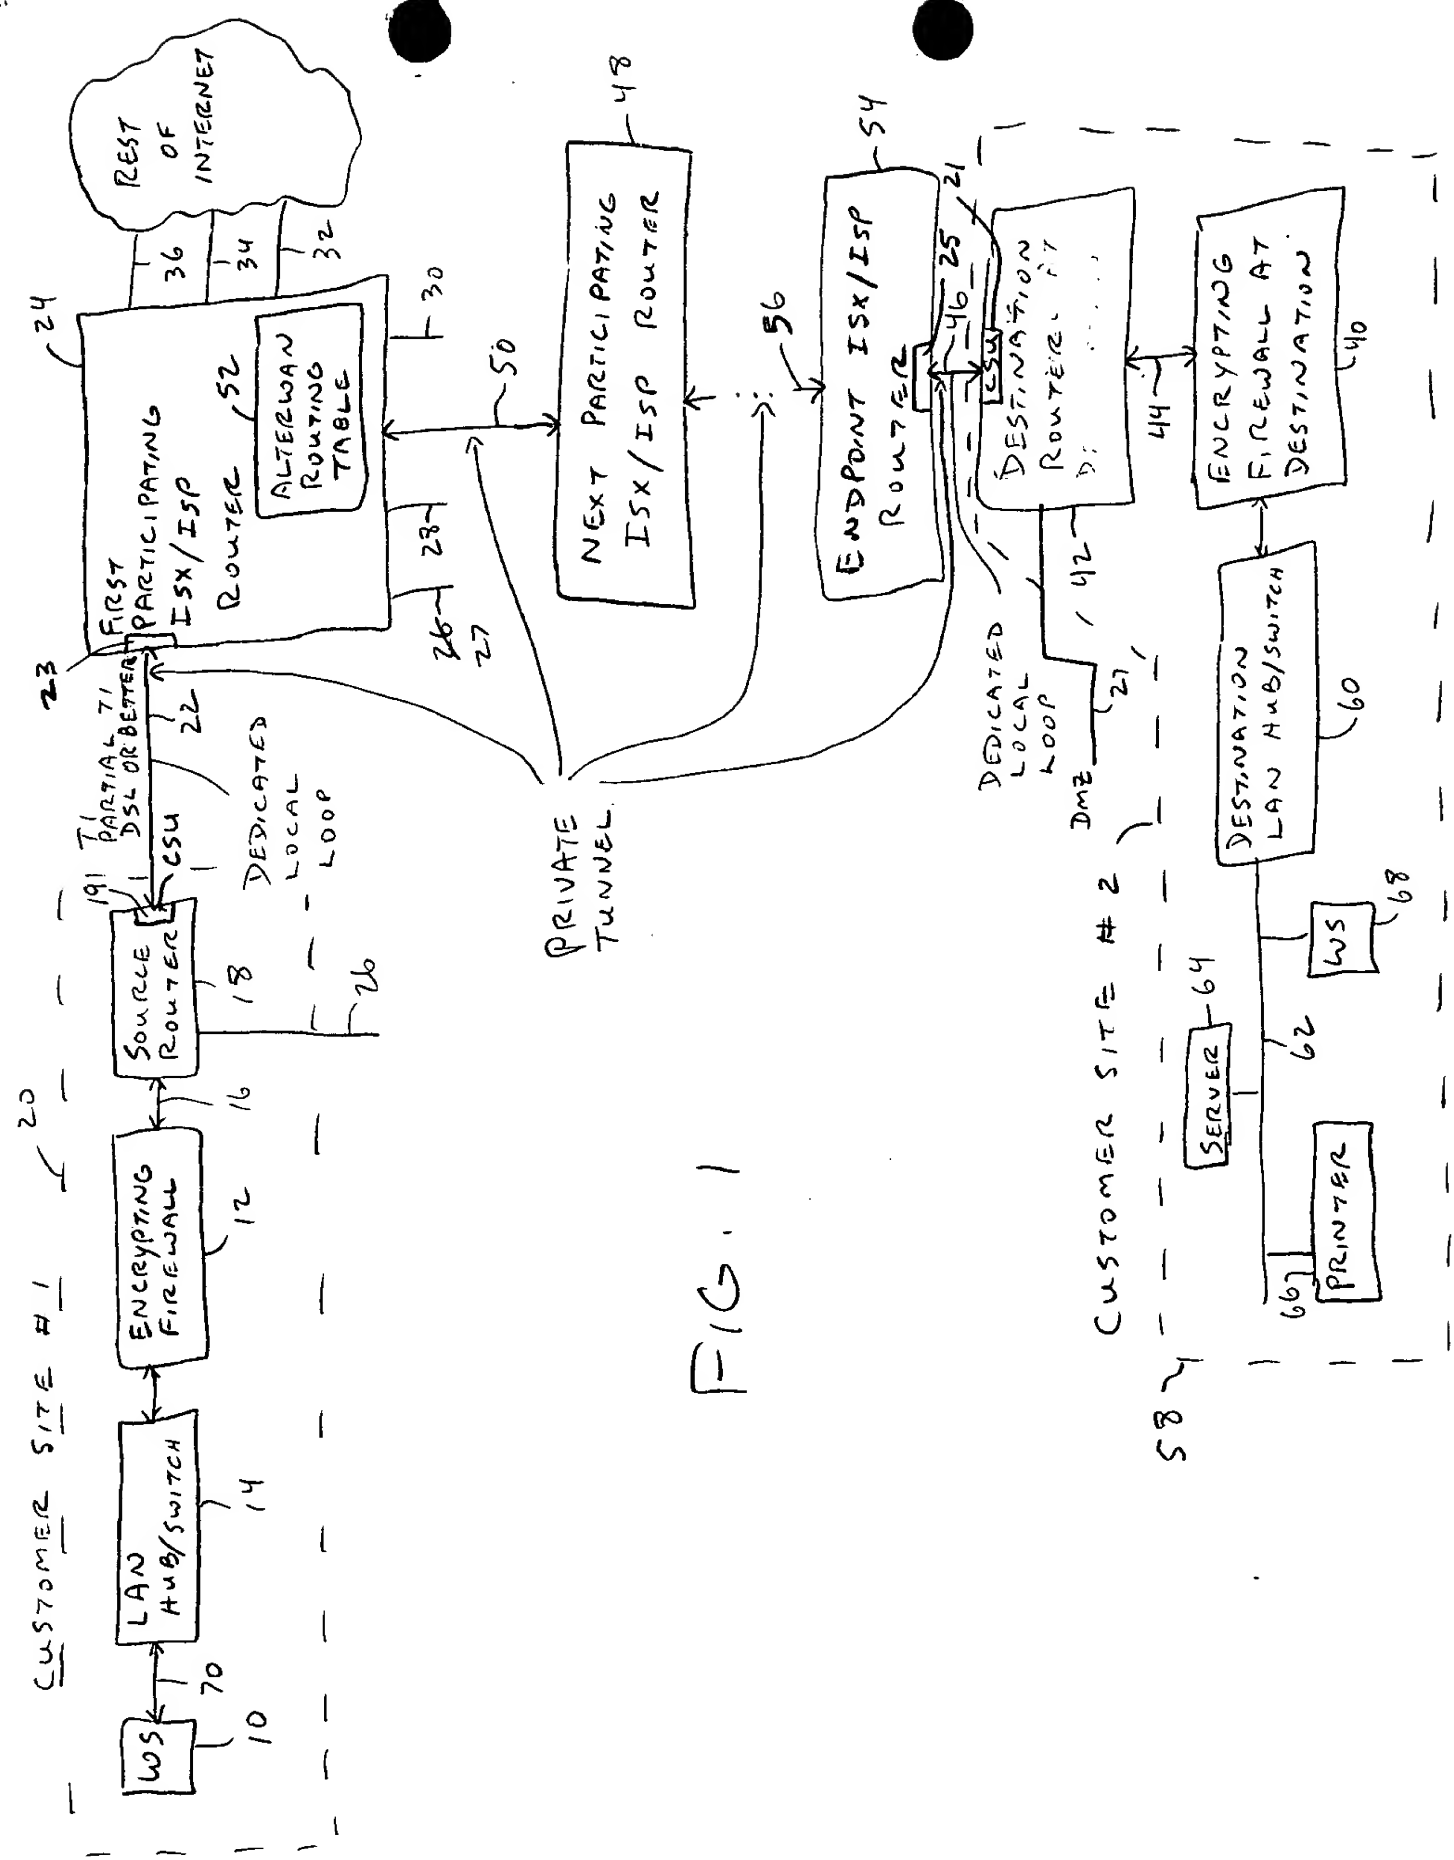 CUSTOMER SITE #1
20
WS
10
70
LAN
HUB/SWITCH
14
ENCRYPTING
FIREWALL
12
16
SOURCE
ROUTER
18
26
191
CSU
T1
PARTIAL T1
DSL OR BETTER
22
DEDICATED
LOCAL
LOOP
23
24
FIRST
PARTICIPATING
ISX/ISP
ROUTER
52
ALTERWAN
ROUTING
TABLE
36
34
32
REST
OF
INTERNET
26
28
30
27
50
NEXT PARTICIPATING
ISX/ISP ROUTER
48
PRIVATE
TUNNEL
56
ENDPOINT ISX/ISP
ROUTER
54
25
46
21
CSU
DEDICATED
LOCAL
LOOP
DESTINATION
ROUTER
42
DMZ
27
44
ENCRYPTING
FIREWALL AT
DESTINATION
40
DESTINATION
LAN HUB/SWITCH
60
CUSTOMER SITE #2
58
SERVER
64
62
WS
68
66
PRINTER
FIG. 1